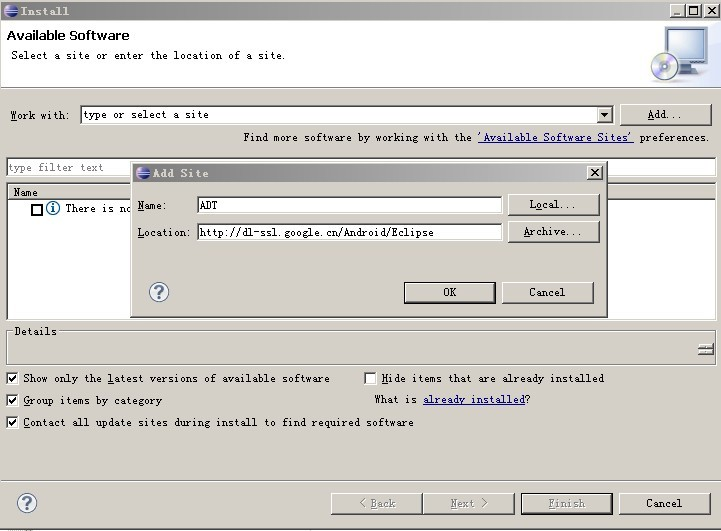 Install
Available Software
Select a site or enter the location of a site.
Work with: type or select a site Add...
Find more software by working with the 'Available Software Sites' preferences.
type filter text
Add Site
Name
Name: ADT Local...
There is no
Location: http://dl-ssl.google.cn/Android/Eclipse Archive...
OK Cancel
Details
Show only the latest versions of available software Hide items that are already installed
Group items by category What is already installed?
Contact all update sites during install to find required software
< Back Next > Finish Cancel